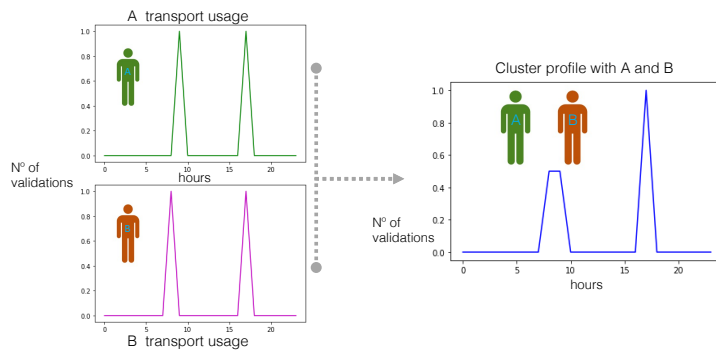 A transport usage
1.0
0.8
0.6
0.4
0.2
0.0
A
0 5 10 15 20
hours
Nº of
validations
1.0
0.8
0.6
0.4
0.2
0.0
0 5 10 15 20
B transport usage
Cluster profile with A and B
1.0
0.8
0.6
0.4
0.2
0.0
A B
Nº of
validations
0 5 10 15 20
hours